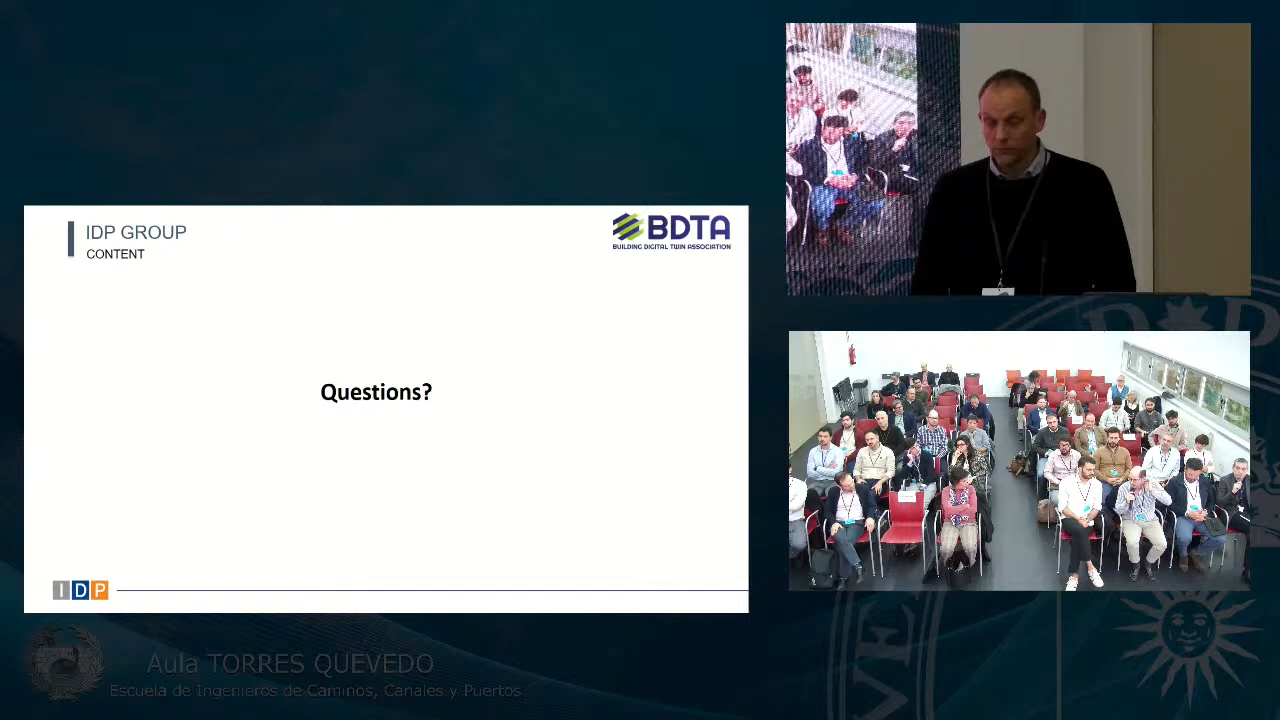 IDP GROUP
CONTENT
BDTA
BUILDING DIGITAL TWIN ASSOCIATION
Questions?
IDP
Aula TORRES QUEVEDO
Escuela de Ingenieros de Caminos, Canales y Puertos